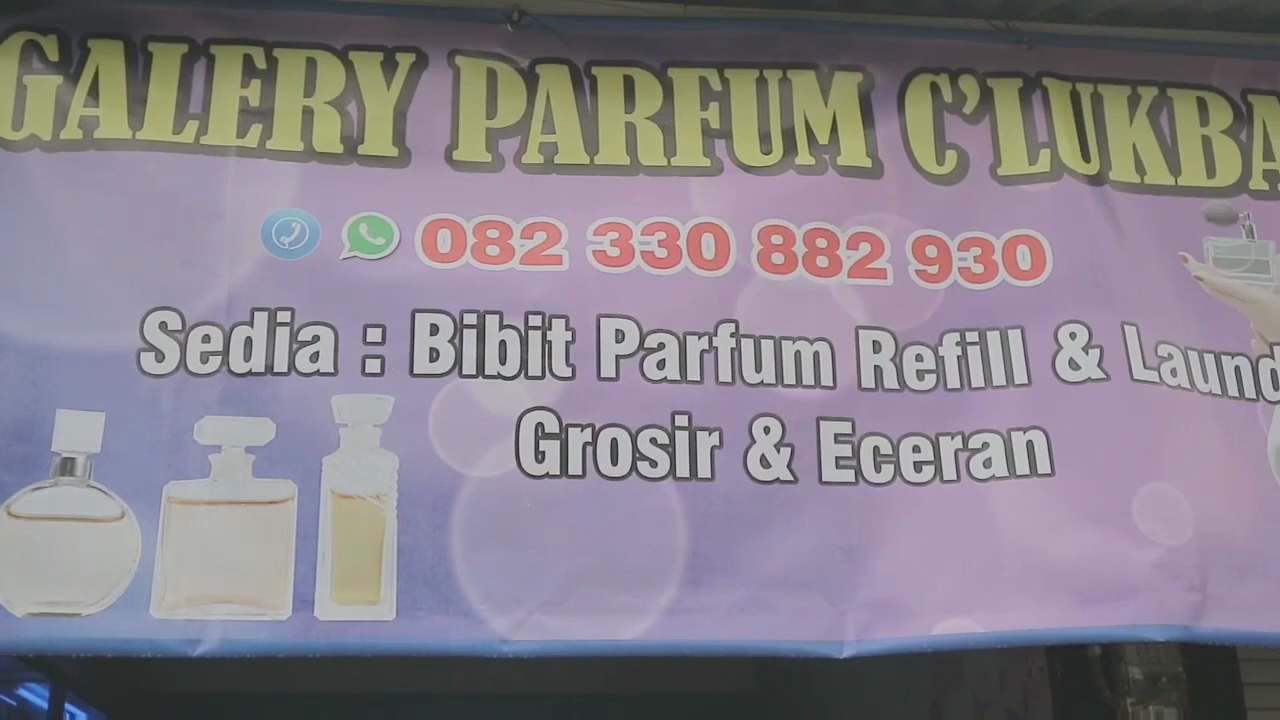 GALERY PARFUM C'LUKBA
082 330 882 930
Sedia : Bibit Parfum Refill & Laund
Grosir & Eceran